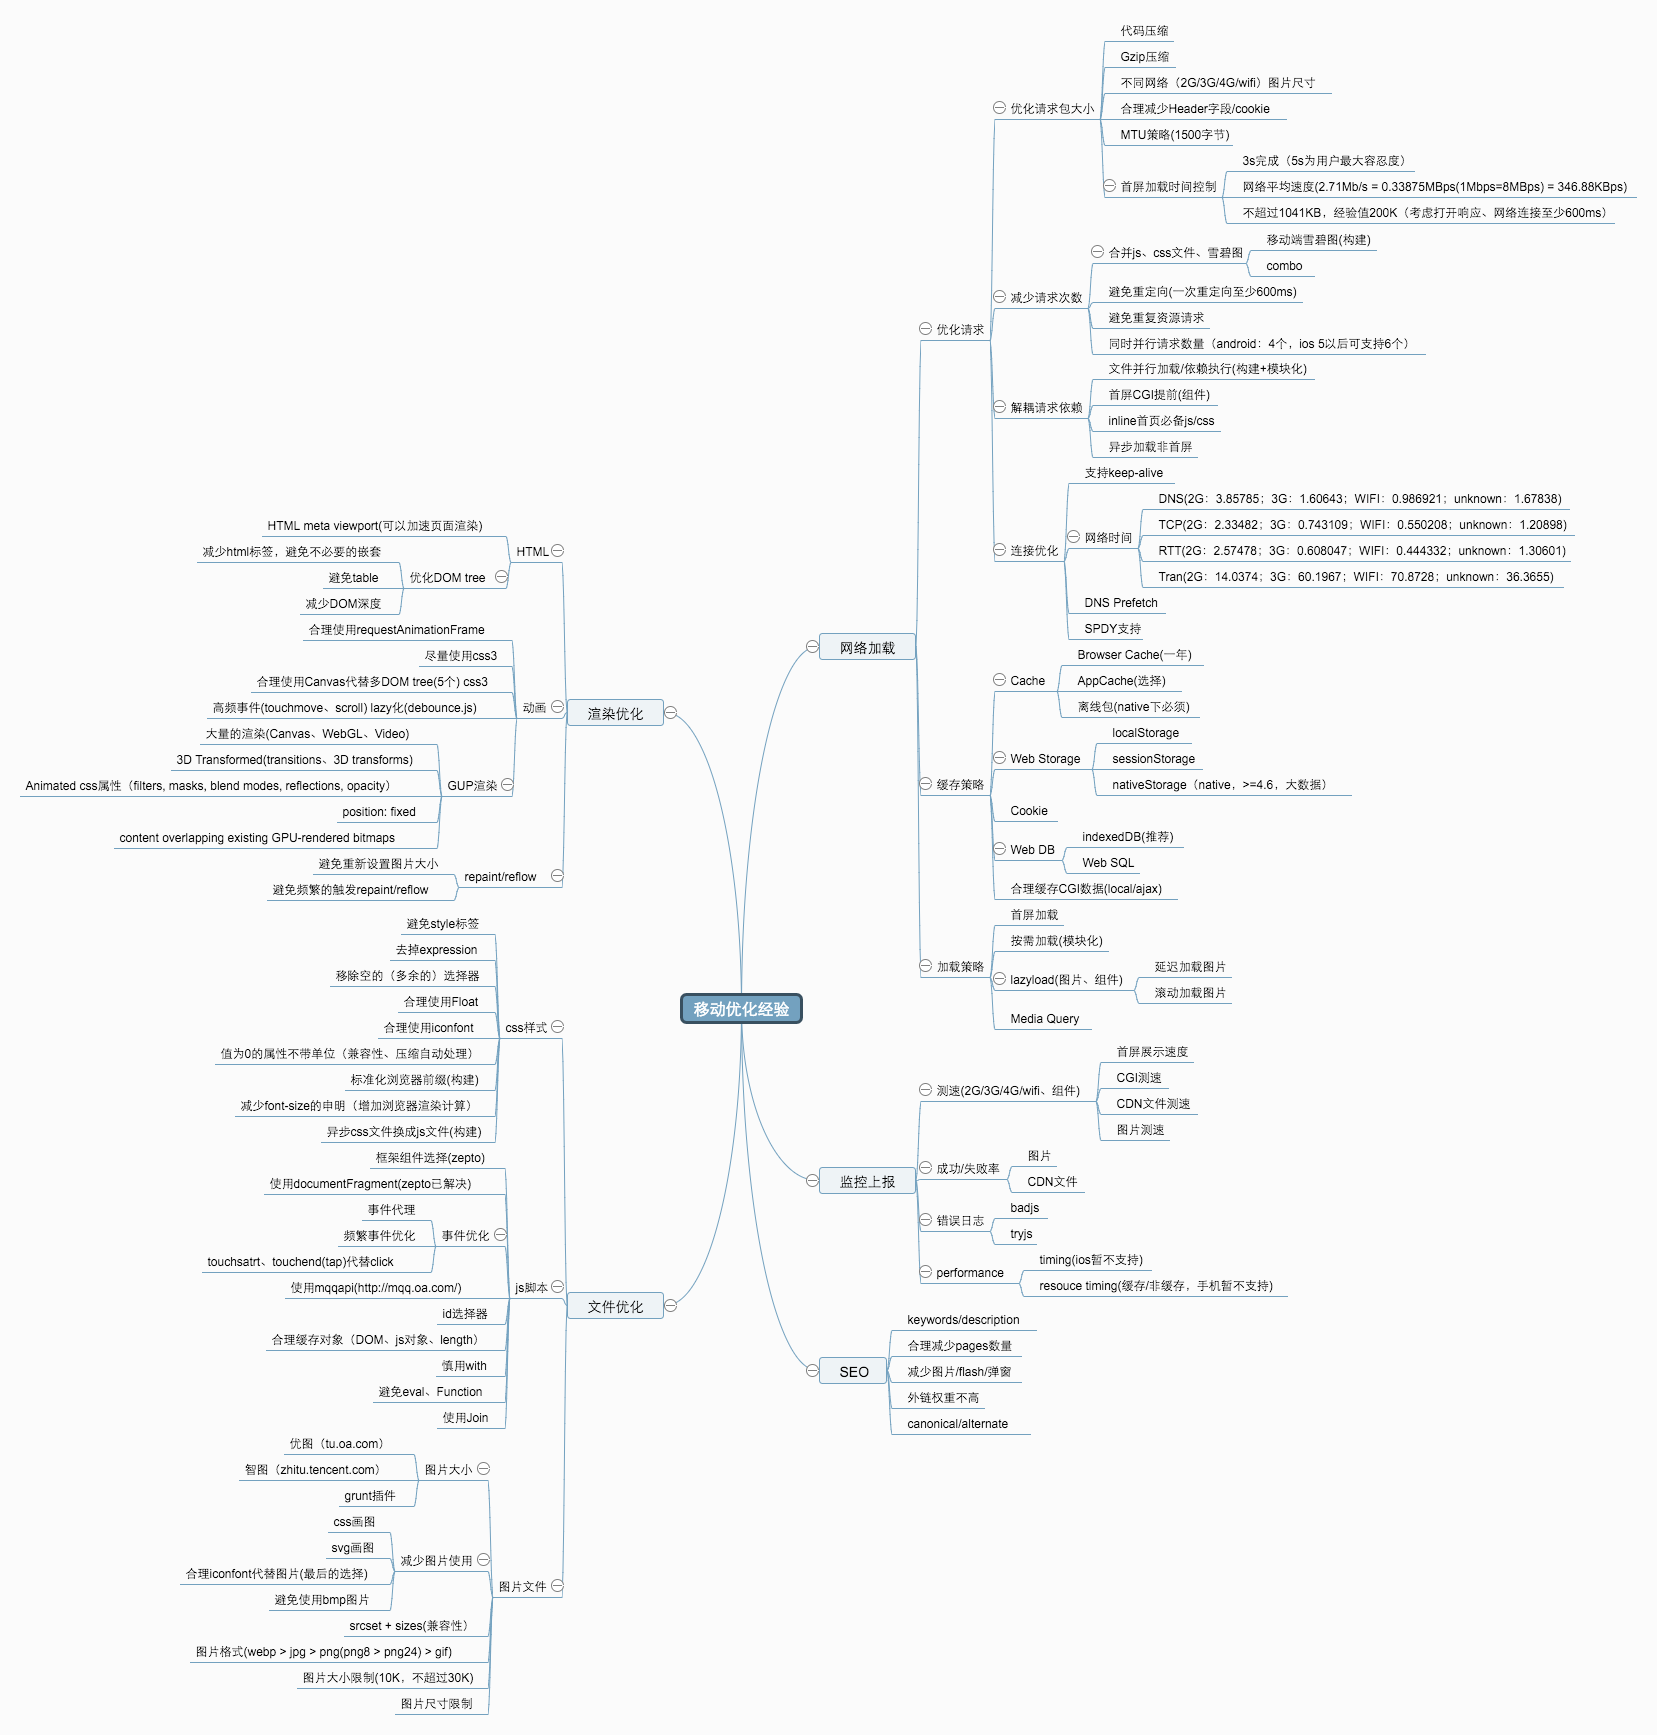 移动优化经验
网络加载
优化请求
优化请求包大小
代码压缩
Gzip压缩
不同网络（2G/3G/4G/wifi）图片尺寸
合理减少Header字段/cookie
MTU策略(1500字节)
首屏加载时间控制
3s完成（5s为用户最大容忍度）
网络平均速度(2.71Mb/s = 0.33875MBps(1Mbps=8MBps) = 346.88KBps)
不超过1041KB，经验值200K（考虑打开响应、网络连接至少600ms）
减少请求次数
合并js、css文件、雪碧图
移动端雪碧图(构建)
combo
避免重定向(一次重定向至少600ms)
避免重复资源请求
同时并行请求数量（android：4个，ios 5以后可支持6个）
解耦请求依赖
文件并行加载/依赖执行(构建+模块化)
首屏CGI提前(组件)
inline首页必备js/css
异步加载非首屏
连接优化
支持keep-alive
网络时间
DNS(2G：3.85785；3G：1.60643；WIFI：0.986921；unknown：1.67838)
TCP(2G：2.33482；3G：0.743109；WIFI：0.550208；unknown：1.20898)
RTT(2G：2.57478；3G：0.608047；WIFI：0.444332；unknown：1.30601)
Tran(2G：14.0374；3G：60.1967；WIFI：70.8728；unknown：36.3655)
DNS Prefetch
SPDY支持
缓存策略
Cache
Browser Cache(一年)
AppCache(选择)
离线包(native下必须)
Web Storage
localStorage
sessionStorage
nativeStorage（native，>=4.6，大数据）
Cookie
Web DB
indexedDB(推荐)
Web SQL
合理缓存CGI数据(local/ajax)
加载策略
首屏加载
按需加载(模块化)
lazyload(图片、组件)
延迟加载图片
滚动加载图片
Media Query
监控上报
测速(2G/3G/4G/wifi、组件)
首屏展示速度
CGI测速
CDN文件测速
图片测速
成功/失败率
图片
CDN文件
错误日志
badjs
tryjs
performance
timing(ios暂不支持)
resouce timing(缓存/非缓存，手机暂不支持)
SEO
keywords/description
合理减少pages数量
减少图片/flash/弹窗
外链权重不高
canonical/alternate
渲染优化
HTML
HTML meta viewport(可以加速页面渲染)
优化DOM tree
减少html标签，避免不必要的嵌套
避免table
减少DOM深度
动画
合理使用requestAnimationFrame
尽量使用css3
合理使用Canvas代替多DOM tree(5个) css3
高频事件(touchmove、scroll) lazy化(debounce.js)
GUP渲染
大量的渲染(Canvas、WebGL、Video)
3D Transformed(transitions、3D transforms)
Animated css属性（filters, masks, blend modes, reflections, opacity）
position: fixed
content overlapping existing GPU-rendered bitmaps
repaint/reflow
避免重新设置图片大小
避免频繁的触发repaint/reflow
文件优化
css样式
避免style标签
去掉expression
移除空的（多余的）选择器
合理使用Float
合理使用iconfont
值为0的属性不带单位（兼容性、压缩自动处理）
标准化浏览器前缀(构建)
减少font-size的申明（增加浏览器渲染计算）
异步css文件换成js文件(构建)
js脚本
框架组件选择(zepto)
使用documentFragment(zepto已解决)
事件优化
事件代理
频繁事件优化
touchsatrt、touchend(tap)代替click
使用mqqapi(http://mqq.oa.com/)
id选择器
合理缓存对象（DOM、js对象、length）
慎用with
避免eval、Function
使用Join
图片文件
图片大小
优图（tu.oa.com）
智图（zhitu.tencent.com）
grunt插件
减少图片使用
css画图
svg画图
合理iconfont代替图片(最后的选择)
避免使用bmp图片
srcset + sizes(兼容性）
图片格式(webp > jpg > png(png8 > png24) > gif)
图片大小限制(10K，不超过30K)
图片尺寸限制